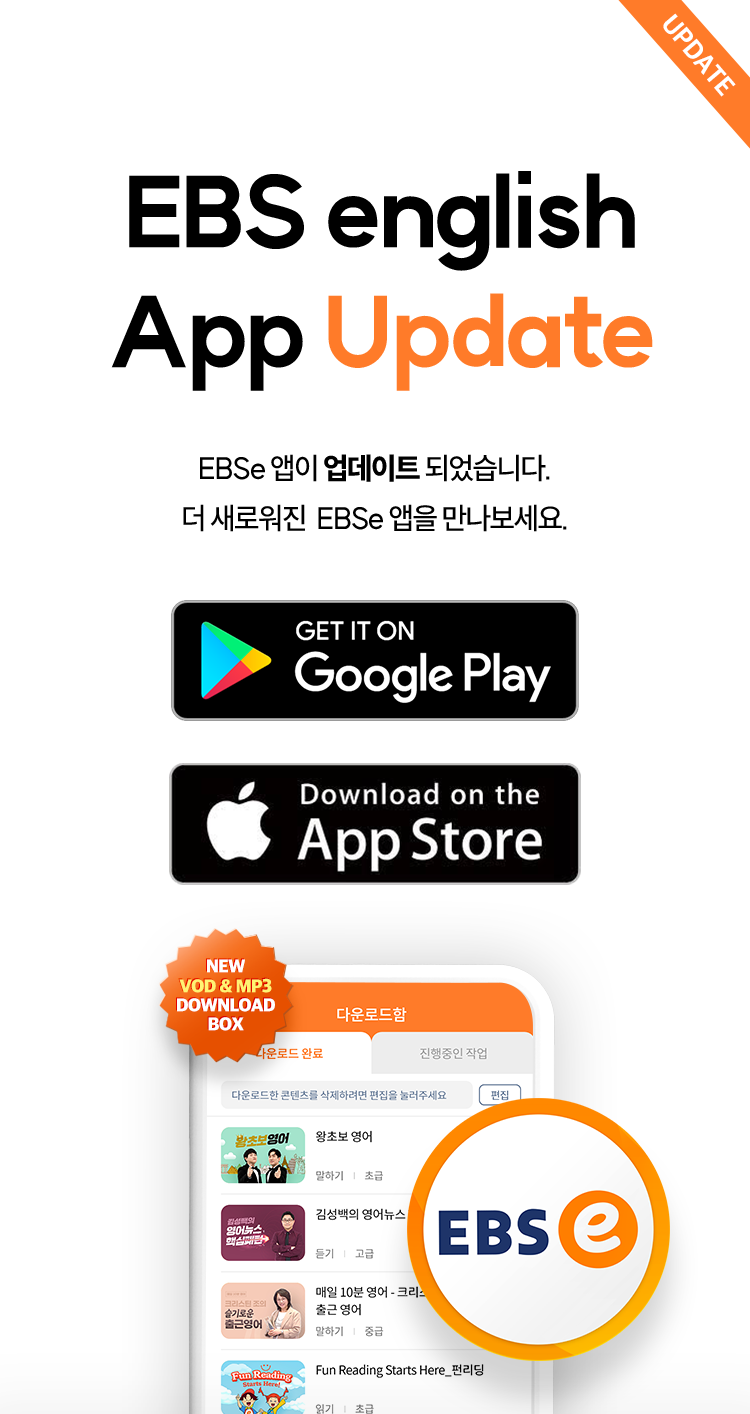 UPDATE
EBS english
App Update
EBSe 앱이 업데이트 되었습니다.
더 새로워진 EBSe 앱을 만나보세요.
GET IT ON
Google Play
Download on the
App Store
NEW
VOD & MP3
DOWNLOAD
BOX
다운로드함
다운로드 완료
진행중인 작업
다운로드한 콘텐츠를 삭제하려면 편집을 눌러주세요
편집
왕초보영어
왕초보 영어
말하기 | 초급
김성백의
영어뉴스
핵심패턴
김성백의 영어뉴스
듣기 | 고급
크리스틴 조의
슬기로운
출근영어
매일 10분 영어 - 크리스
출근 영어
말하기 | 중급
Fun Reading
Starts Here!
Fun Reading Starts Here_펀리딩
읽기 | 초급
EBS e